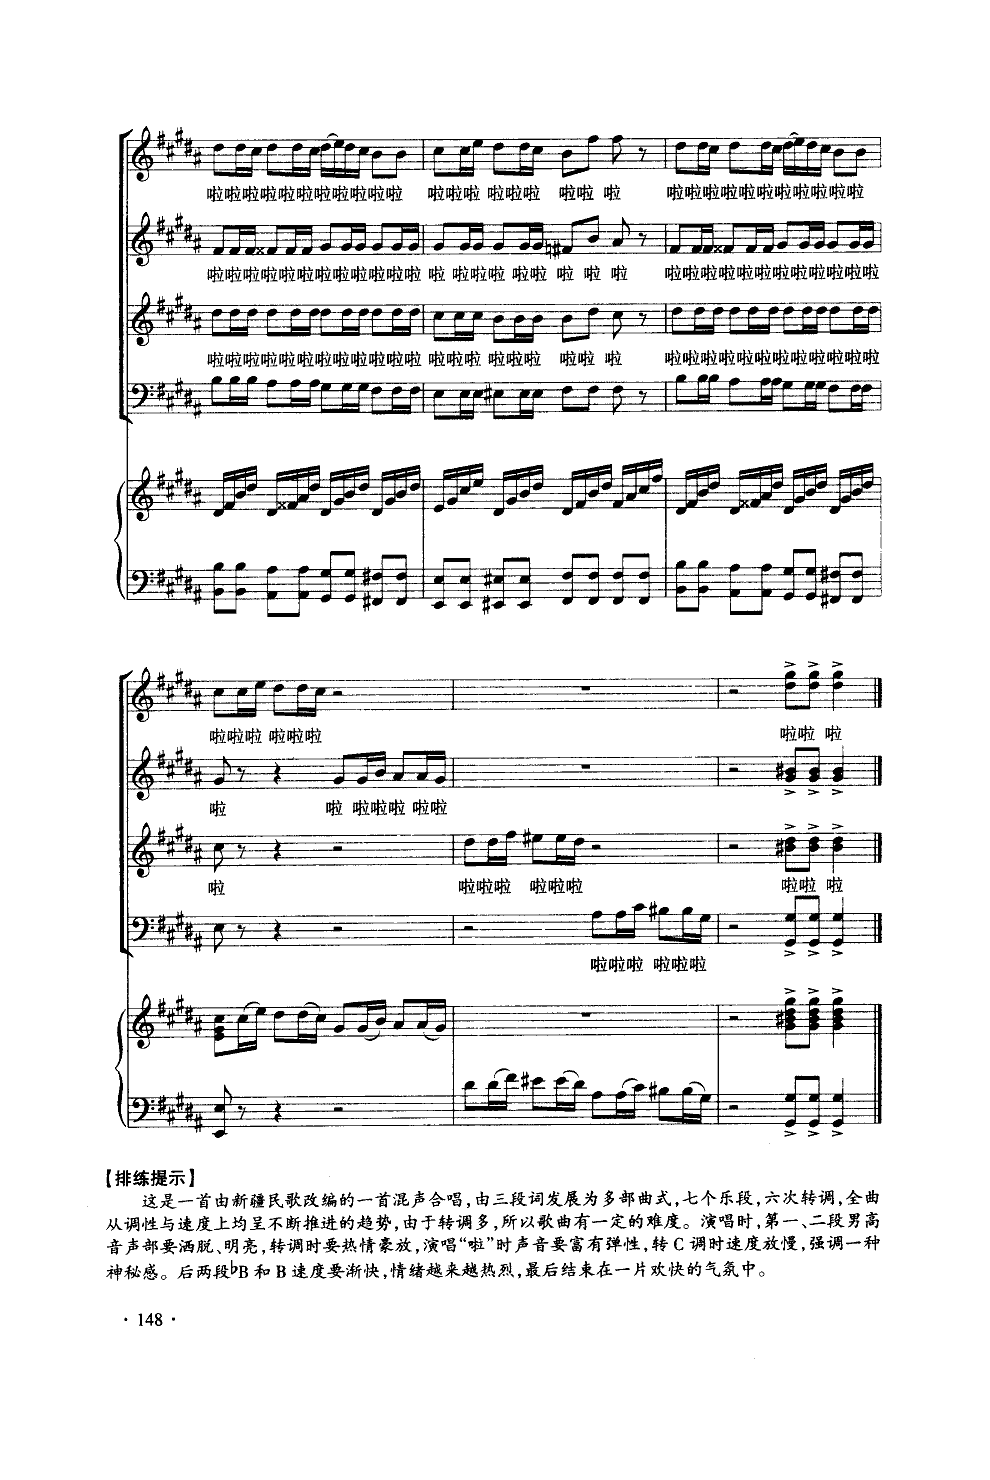 啦啦啦啦啦啦啦啦啦啦啦 啦啦啦 啦啦啦 啦啦 啦 啦啦啦啦啦啦啦啦啦啦啦
啦啦啦啦啦啦啦啦啦啦啦啦 啦 啦啦啦 啦啦 啦 啦 啦 啦啦啦啦啦啦啦啦啦啦啦啦
啦啦啦啦啦啦啦啦啦啦啦啦 啦啦啦 啦啦啦 啦啦 啦 啦啦啦啦啦啦啦啦啦啦啦啦
啦啦啦 啦啦啦 啦啦 啦
啦 啦 啦啦啦 啦啦
啦 啦啦啦 啦啦啦 啦啦 啦
啦啦啦 啦啦啦
【排练提示】
这是一首由新疆民歌改编的一首混声合唱,由三段词发展为多部曲式,七个乐段,六次转调,全曲
从调性与速度上均呈不断推进的趋势,由于转调多,所以歌曲有一定的难度。演唱时,第一、二段男高
音声部要洒脱、明亮,转调时要热情豪放,演唱“啦”时声音要富有弹性,转 C 调时速度放慢,强调一种
神秘感。后两段♭B 和 B 速度要渐快,情绪越来越热烈,最后结束在一片欢快的气氛中。
· 148 ·